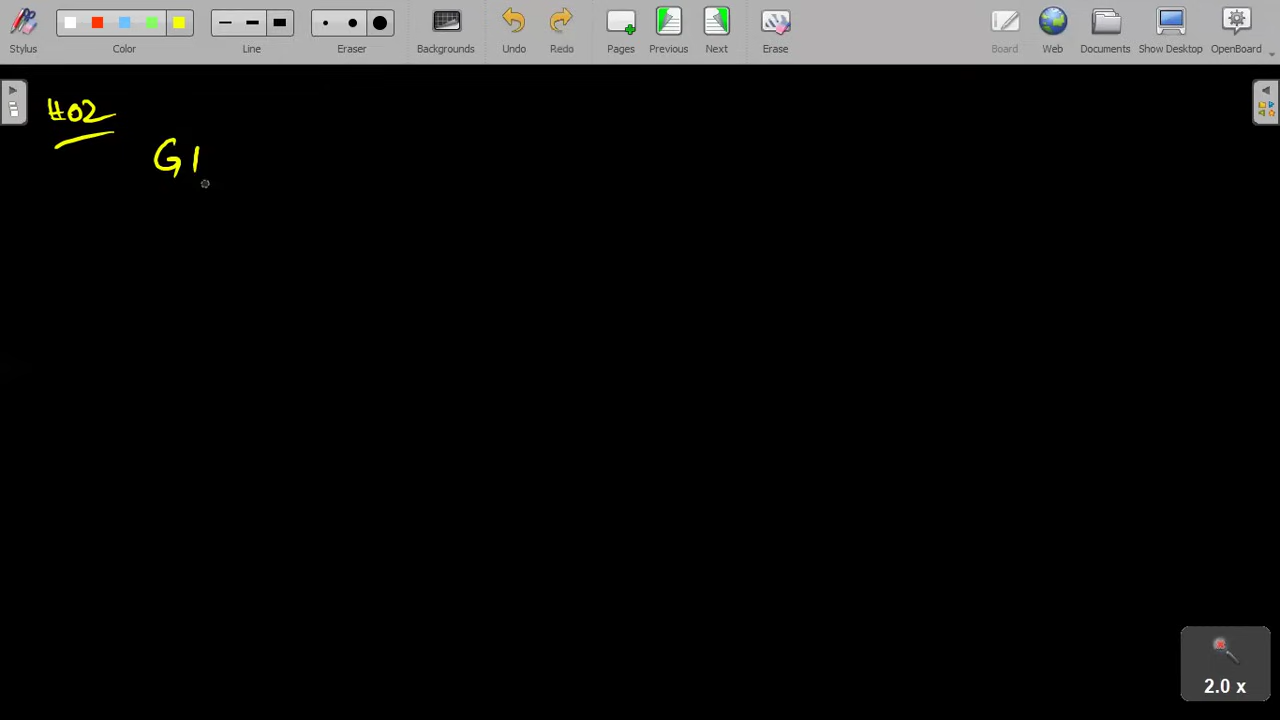 Stylus Color Line Eraser Backgrounds Undo Redo Pages Previous Next Erase Board Web Documents Show Desktop OpenBoard
#02
G1
2.0 x